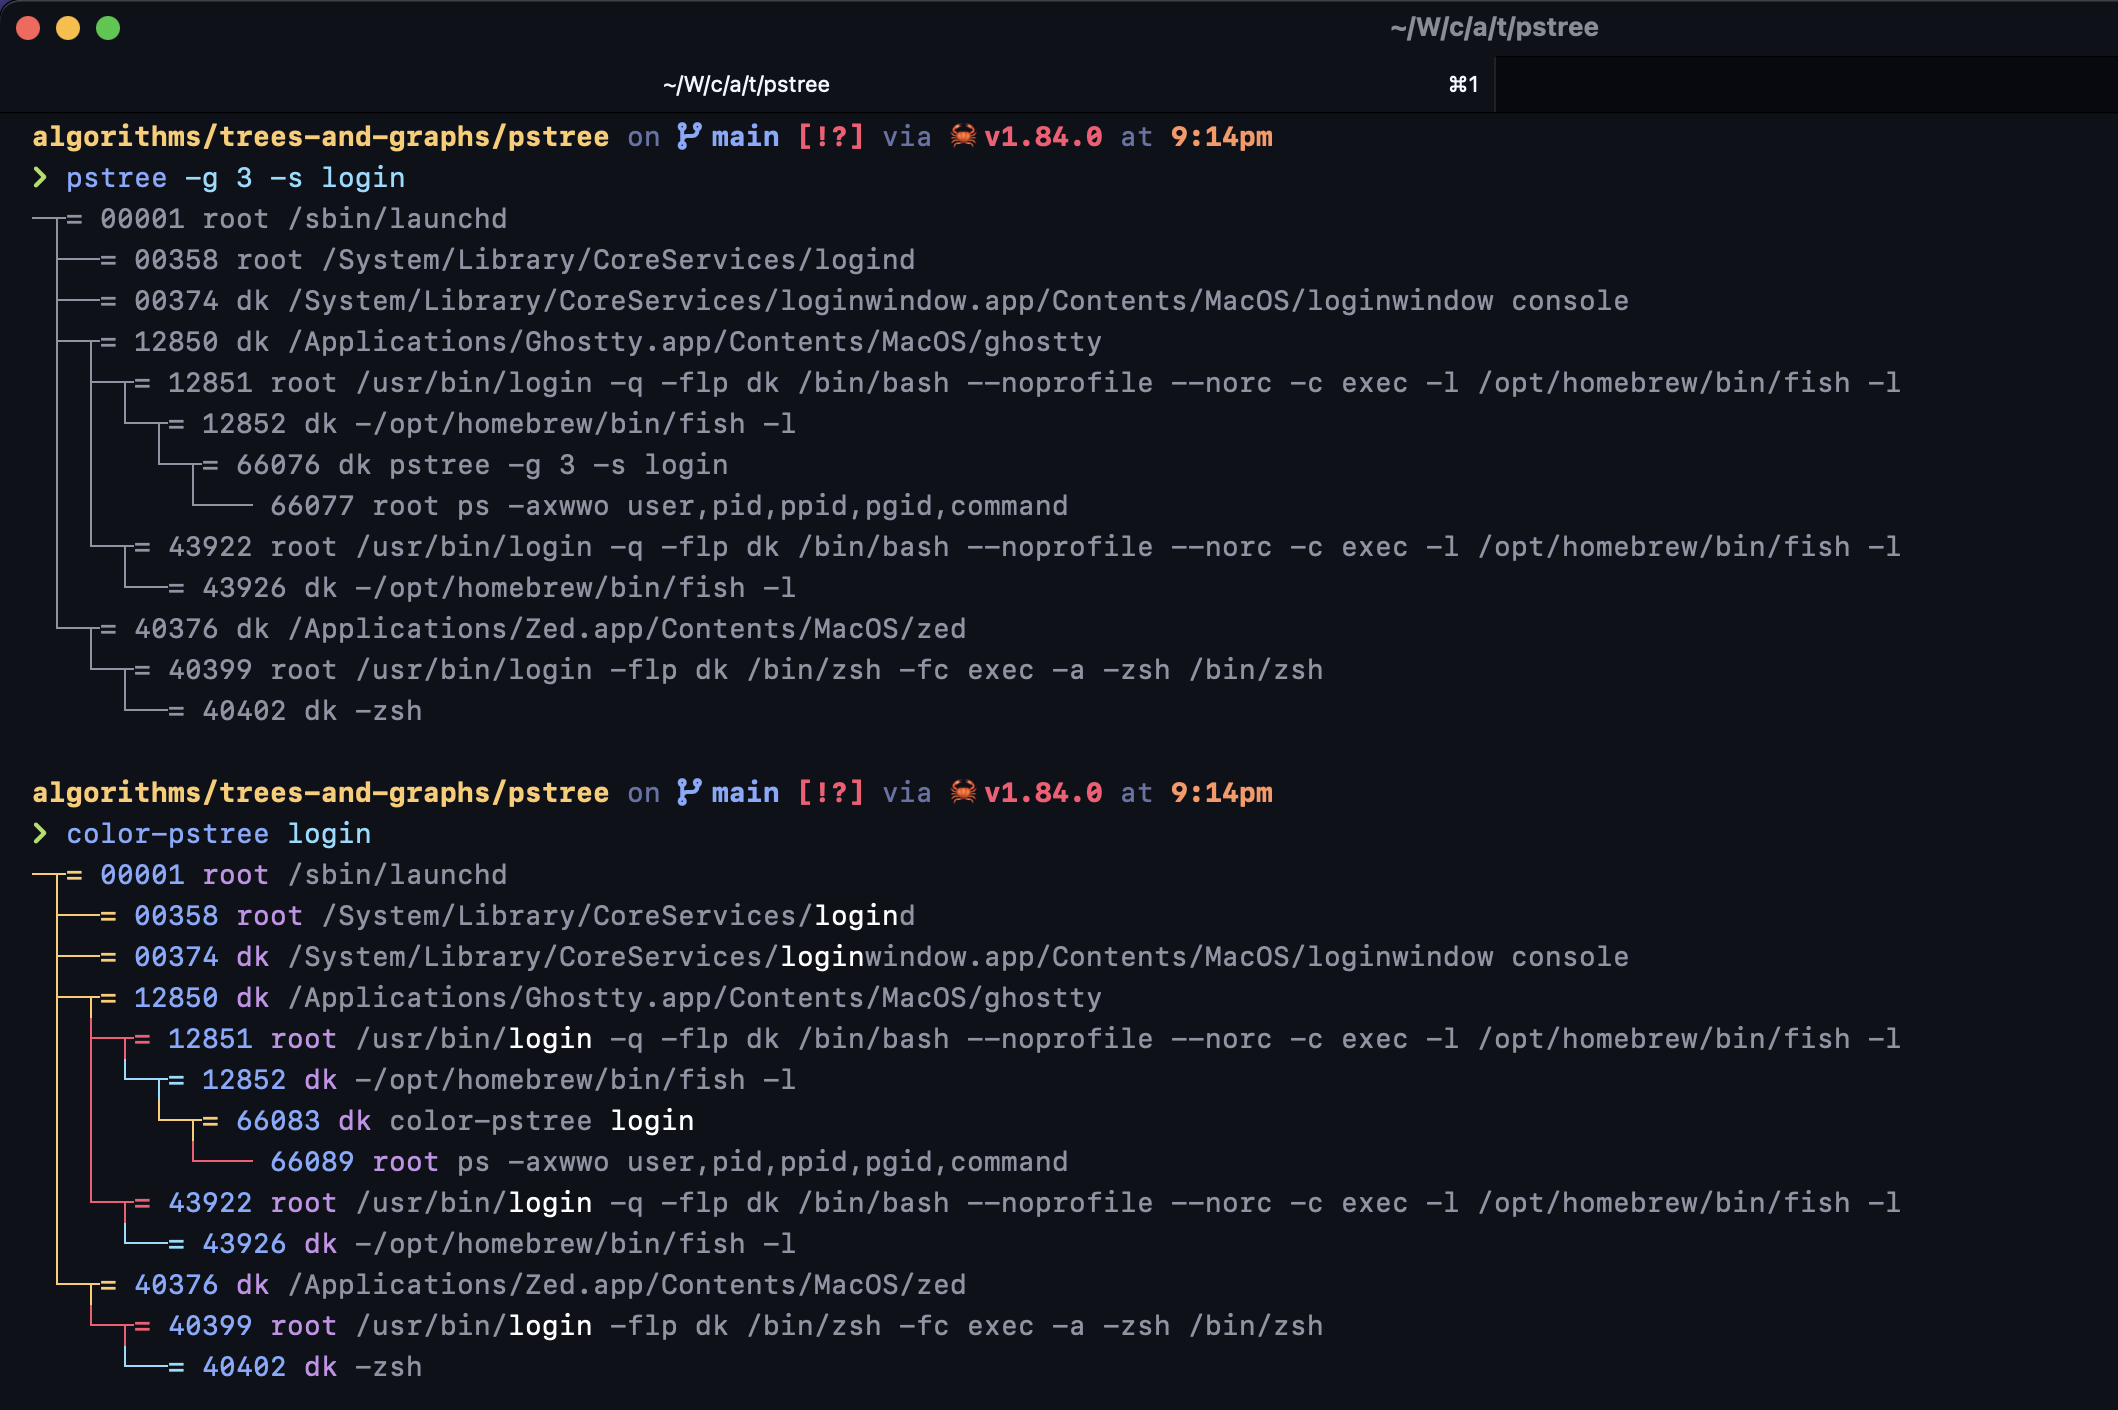 ~/W/c/a/t/pstree
~/W/c/a/t/pstree ⌘1
algorithms/trees-and-graphs/pstree on main [!?] via 🦀 v1.84.0 at 9:14pm
❯ pstree -g 3 -s login
──┬= 00001 root /sbin/launchd
  ├──= 00358 root /System/Library/CoreServices/logind
  ├──= 00374 dk /System/Library/CoreServices/loginwindow.app/Contents/MacOS/loginwindow console
  ├─┬= 12850 dk /Applications/Ghostty.app/Contents/MacOS/ghostty
  │ ├─┬= 12851 root /usr/bin/login -q -flp dk /bin/bash --noprofile --norc -c exec -l /opt/homebrew/bin/fish -l
  │ │ └─┬= 12852 dk -/opt/homebrew/bin/fish -l
  │ │   └─┬= 66076 dk pstree -g 3 -s login
  │ │     └─── 66077 root ps -axwwo user,pid,ppid,pgid,command
  │ └─┬= 43922 root /usr/bin/login -q -flp dk /bin/bash --noprofile --norc -c exec -l /opt/homebrew/bin/fish -l
  │   └──= 43926 dk -/opt/homebrew/bin/fish -l
  └─┬= 40376 dk /Applications/Zed.app/Contents/MacOS/zed
    └─┬= 40399 root /usr/bin/login -flp dk /bin/zsh -fc exec -a -zsh /bin/zsh
      └──= 40402 dk -zsh
algorithms/trees-and-graphs/pstree on main [!?] via 🦀 v1.84.0 at 9:14pm
❯ color-pstree login
──┬= 00001 root /sbin/launchd
  ├──= 00358 root /System/Library/CoreServices/logind
  ├──= 00374 dk /System/Library/CoreServices/loginwindow.app/Contents/MacOS/loginwindow console
  ├─┬= 12850 dk /Applications/Ghostty.app/Contents/MacOS/ghostty
  │ ├─┬= 12851 root /usr/bin/login -q -flp dk /bin/bash --noprofile --norc -c exec -l /opt/homebrew/bin/fish -l
  │ │ └─┬= 12852 dk -/opt/homebrew/bin/fish -l
  │ │   └─┬= 66083 dk color-pstree login
  │ │     └─── 66089 root ps -axwwo user,pid,ppid,pgid,command
  │ └─┬= 43922 root /usr/bin/login -q -flp dk /bin/bash --noprofile --norc -c exec -l /opt/homebrew/bin/fish -l
  │   └──= 43926 dk -/opt/homebrew/bin/fish -l
  └─┬= 40376 dk /Applications/Zed.app/Contents/MacOS/zed
    └─┬= 40399 root /usr/bin/login -flp dk /bin/zsh -fc exec -a -zsh /bin/zsh
      └──= 40402 dk -zsh